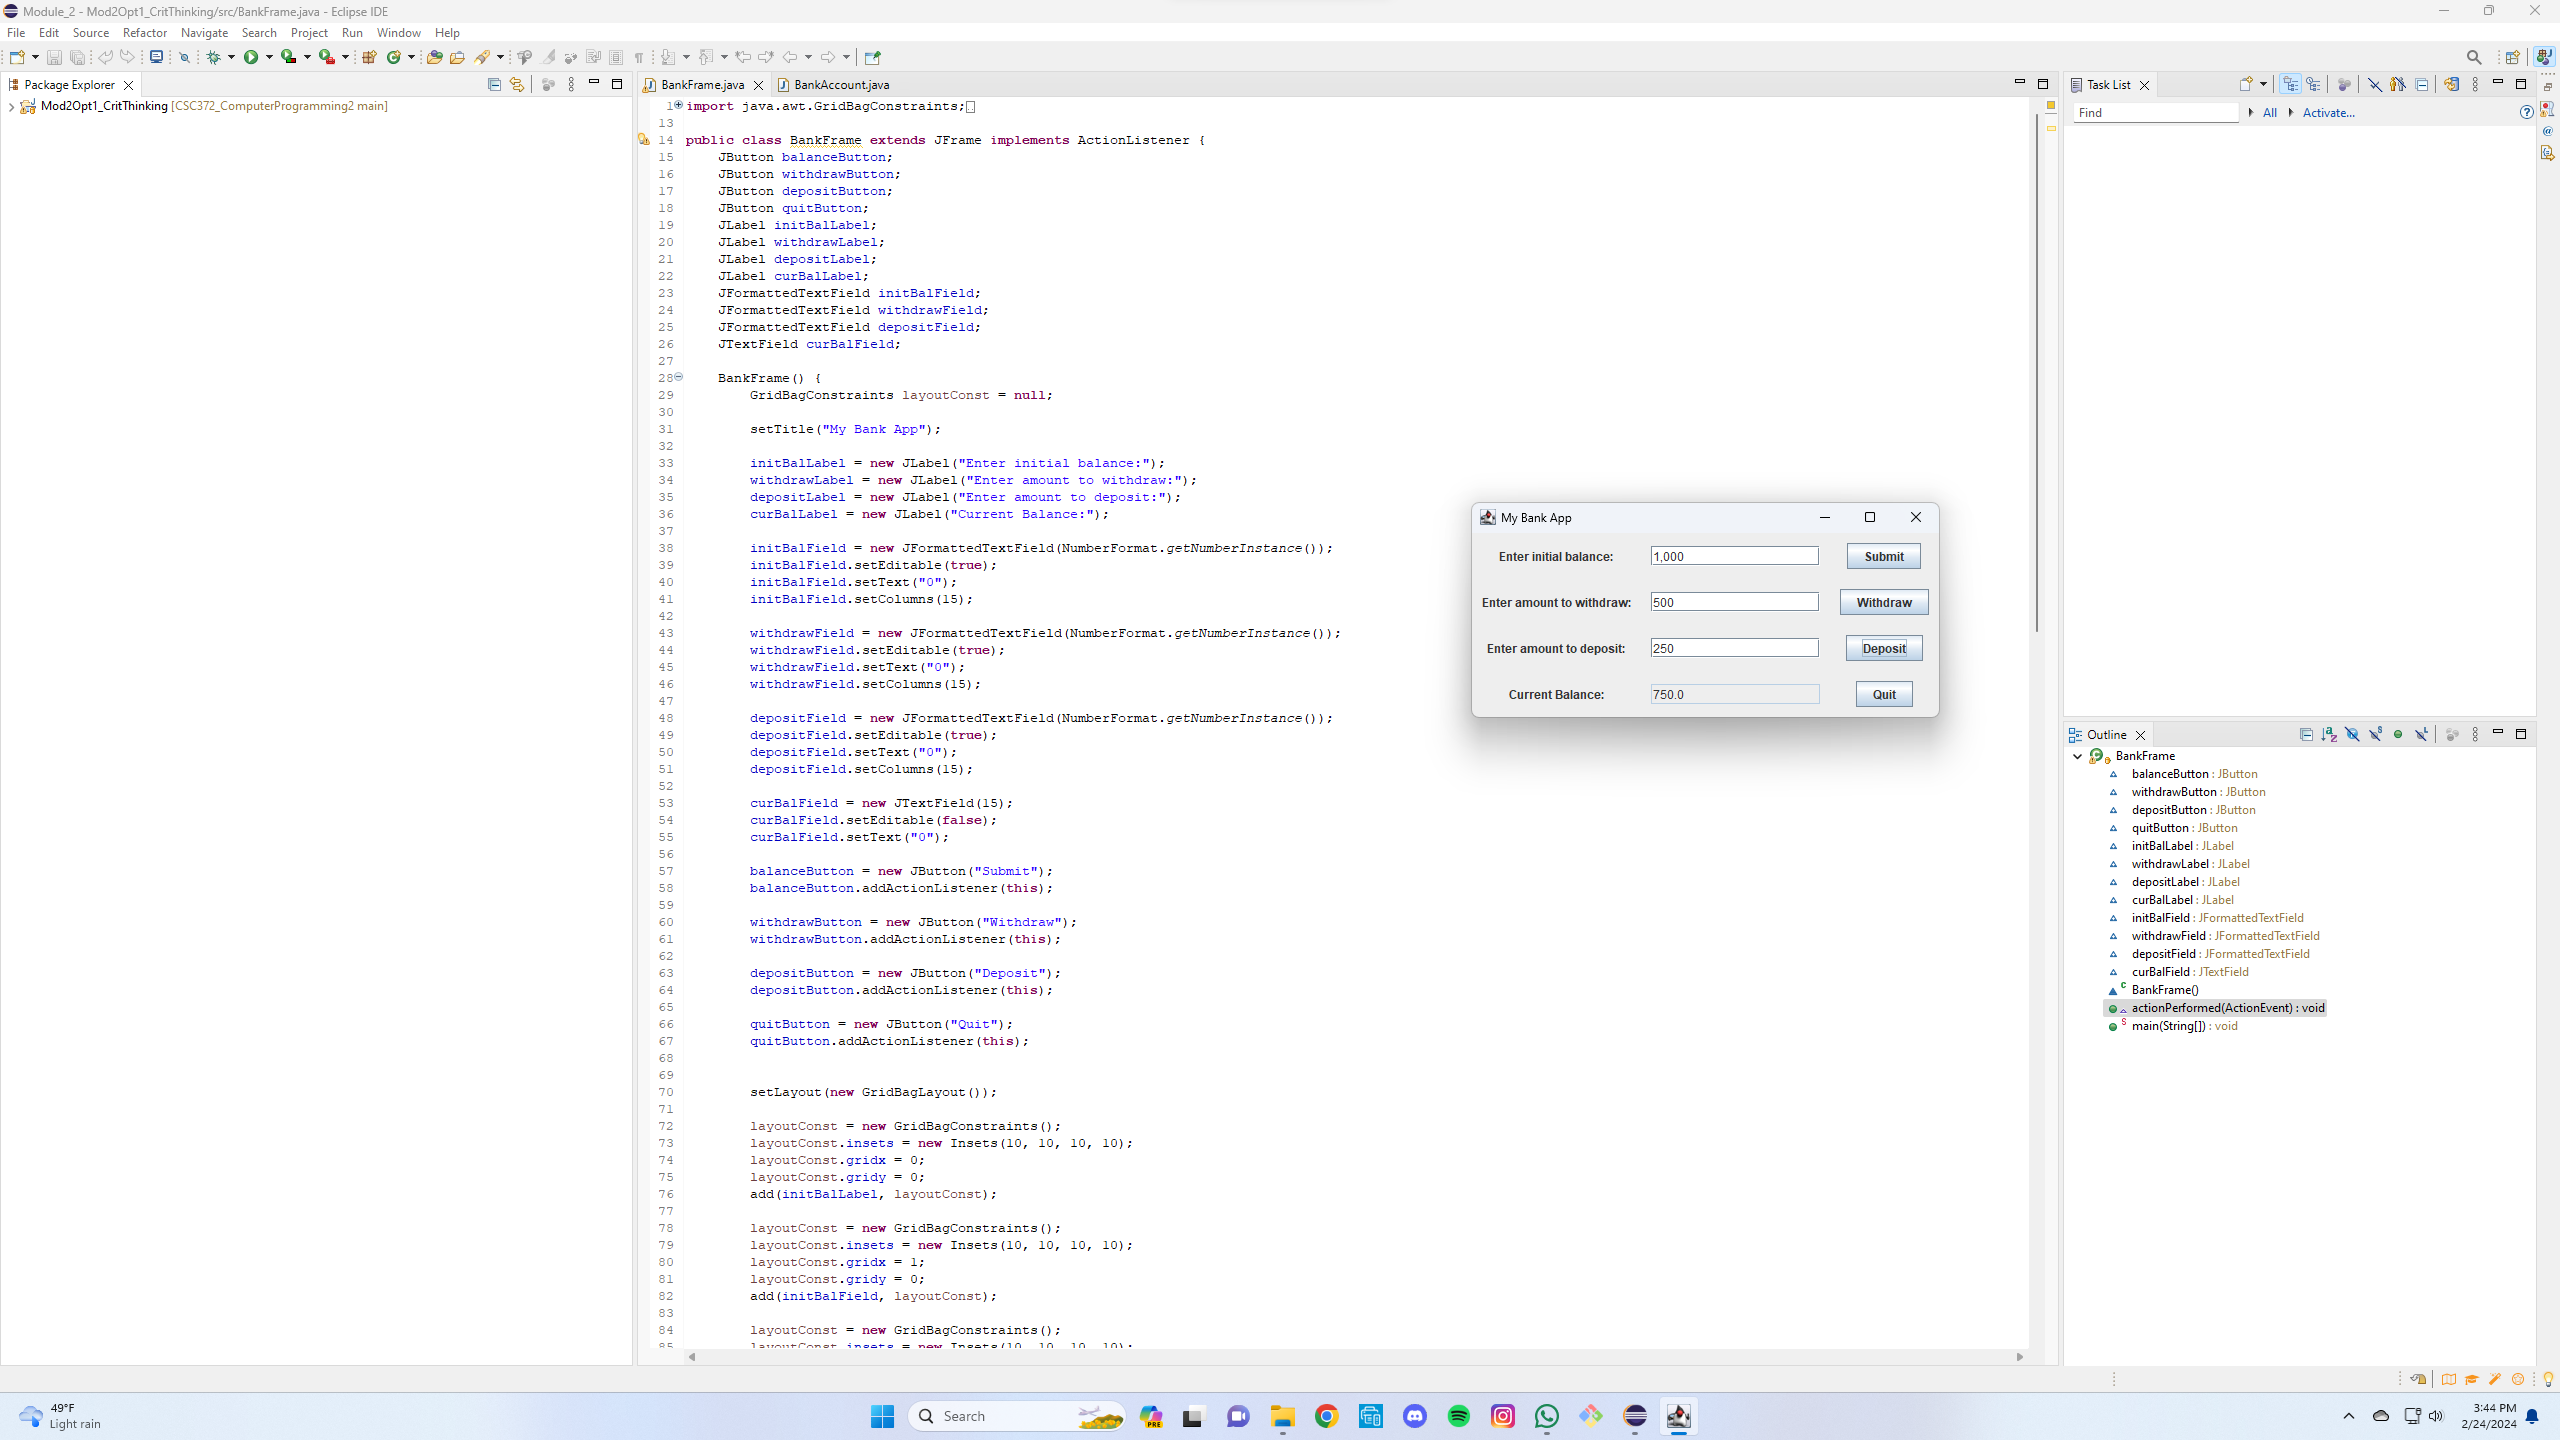 Module_2 - Mod2Opt1_CritThinking/src/BankFrame.java - Eclipse IDE
File Edit Source Refactor Navigate Search Project Run Window Help
Package Explorer
Mod2Opt1_CritThinking [CSC372_ComputerProgramming2 main]
BankFrame.java BankAccount.java
1 import java.awt.GridBagConstraints;
13
14 public class BankFrame extends JFrame implements ActionListener {
15 JButton balanceButton;
16 JButton withdrawButton;
17 JButton depositButton;
18 JButton quitButton;
19 JLabel initBalLabel;
20 JLabel withdrawLabel;
21 JLabel depositLabel;
22 JLabel curBalLabel;
23 JFormattedTextField initBalField;
24 JFormattedTextField withdrawField;
25 JFormattedTextField depositField;
26 JTextField curBalField;
27
28 BankFrame() {
29 GridBagConstraints layoutConst = null;
30
31 setTitle("My Bank App");
32
33 initBalLabel = new JLabel("Enter initial balance:");
34 withdrawLabel = new JLabel("Enter amount to withdraw:");
35 depositLabel = new JLabel("Enter amount to deposit:");
36 curBalLabel = new JLabel("Current Balance:");
37
38 initBalField = new JFormattedTextField(NumberFormat.getNumberInstance());
39 initBalField.setEditable(true);
40 initBalField.setText("0");
41 initBalField.setColumns(15);
42
43 withdrawField = new JFormattedTextField(NumberFormat.getNumberInstance());
44 withdrawField.setEditable(true);
45 withdrawField.setText("0");
46 withdrawField.setColumns(15);
47
48 depositField = new JFormattedTextField(NumberFormat.getNumberInstance());
49 depositField.setEditable(true);
50 depositField.setText("0");
51 depositField.setColumns(15);
52
53 curBalField = new JTextField(15);
54 curBalField.setEditable(false);
55 curBalField.setText("0");
56
57 balanceButton = new JButton("Submit");
58 balanceButton.addActionListener(this);
59
60 withdrawButton = new JButton("Withdraw");
61 withdrawButton.addActionListener(this);
62
63 depositButton = new JButton("Deposit");
64 depositButton.addActionListener(this);
65
66 quitButton = new JButton("Quit");
67 quitButton.addActionListener(this);
68
69
70 setLayout(new GridBagLayout());
71
72 layoutConst = new GridBagConstraints();
73 layoutConst.insets = new Insets(10, 10, 10, 10);
74 layoutConst.gridx = 0;
75 layoutConst.gridy = 0;
76 add(initBalLabel, layoutConst);
77
78 layoutConst = new GridBagConstraints();
79 layoutConst.insets = new Insets(10, 10, 10, 10);
80 layoutConst.gridx = 1;
81 layoutConst.gridy = 0;
82 add(initBalField, layoutConst);
83
84 layoutConst = new GridBagConstraints();
85 layoutConst.insets = new Insets(10, 10, 10, 10);
My Bank App
Enter initial balance: 1,000 Submit
Enter amount to withdraw: 500 Withdraw
Enter amount to deposit: 250 Deposit
Current Balance: 750.0 Quit
Task List
Find All Activate...
Outline
BankFrame
balanceButton : JButton
withdrawButton : JButton
depositButton : JButton
quitButton : JButton
initBalLabel : JLabel
withdrawLabel : JLabel
depositLabel : JLabel
curBalLabel : JLabel
initBalField : JFormattedTextField
withdrawField : JFormattedTextField
depositField : JFormattedTextField
curBalField : JTextField
BankFrame()
actionPerformed(ActionEvent) : void
main(String[]) : void
49°F
Light rain
Search
PRE
3:44 PM
2/24/2024